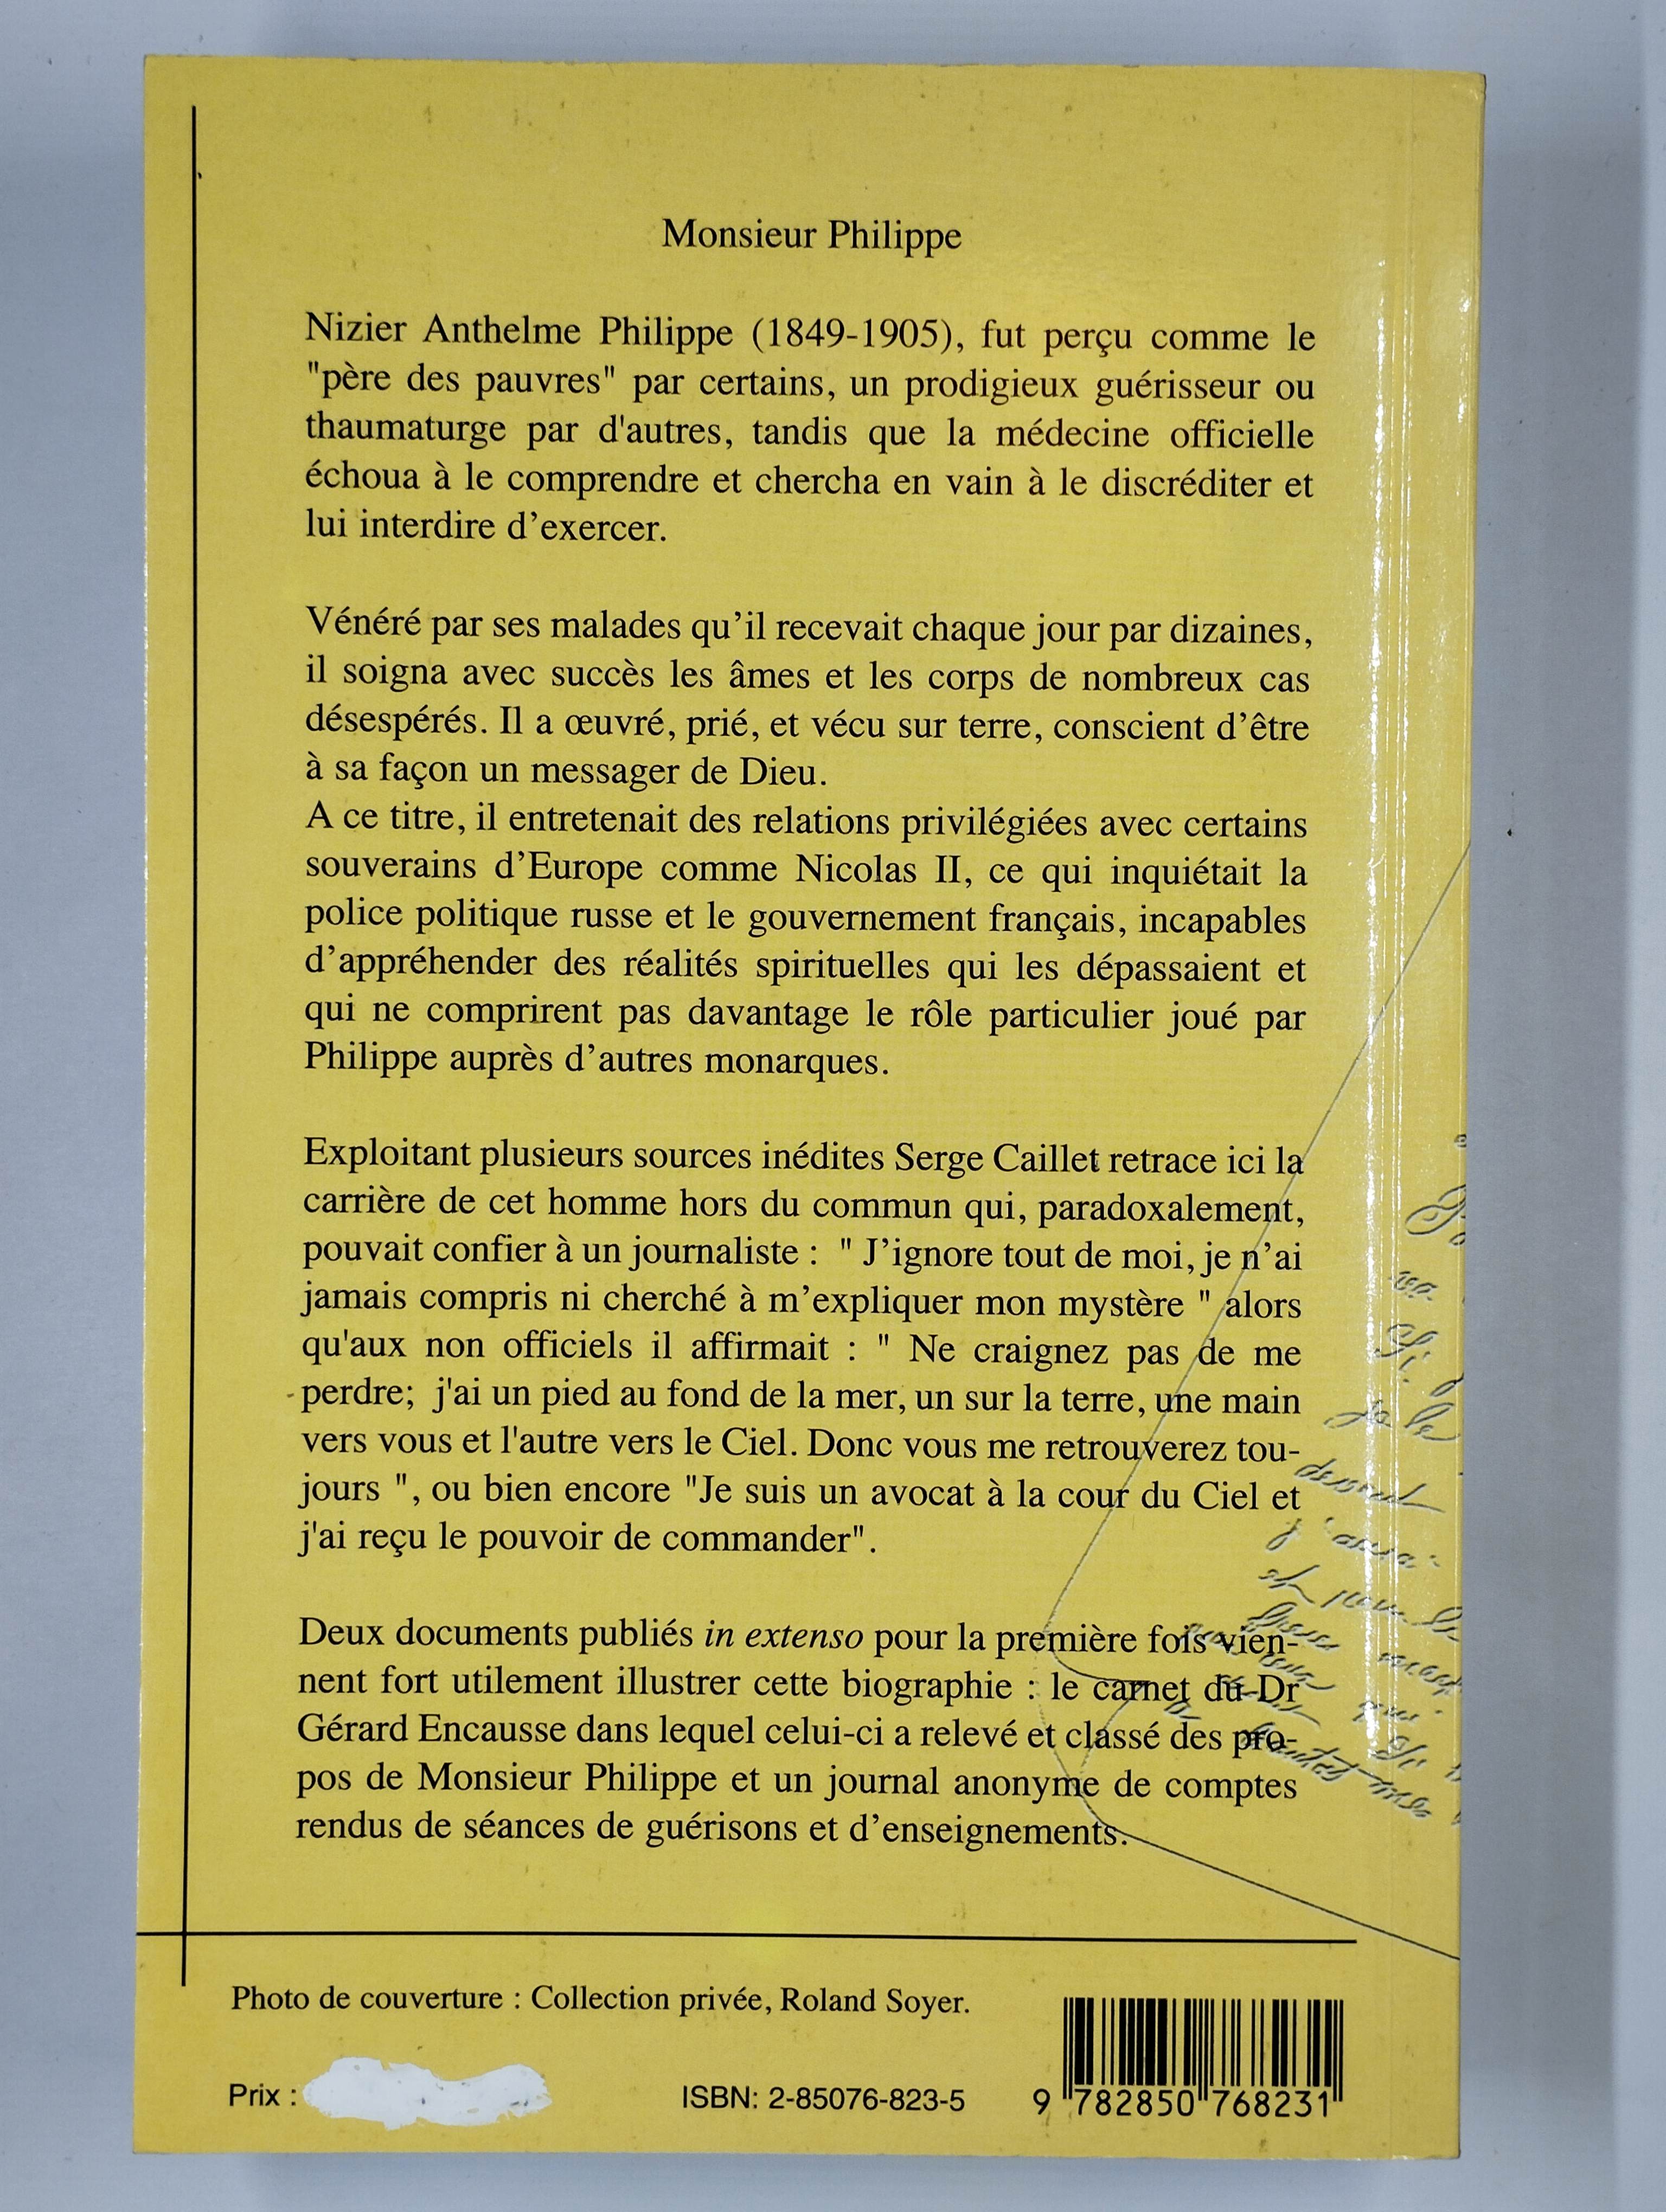 Monsieur Philippe
Nizier Anthelme Philippe (1849-1905), fut perçu comme le
"père des pauvres" par certains, un prodigieux guérisseur ou
thaumaturge par d'autres, tandis que la médecine officielle
échoua à le comprendre et chercha en vain à le discréditer et
lui interdire d’exercer.
Vénéré par ses malades qu’il recevait chaque jour par dizaines,
il soigna avec succès les âmes et les corps de nombreux cas
désespérés. Il a œuvré, prié, et vécu sur terre, conscient d’être
à sa façon un messager de Dieu.
A ce titre, il entretenait des relations privilégiées avec certains
souverains d’Europe comme Nicolas II, ce qui inquiétait la
police politique russe et le gouvernement français, incapables
d’appréhender des réalités spirituelles qui les dépassaient et
qui ne comprirent pas davantage le rôle particulier joué par
Philippe auprès d’autres monarques.
Exploitant plusieurs sources inédites Serge Caillet retrace ici la
carrière de cet homme hors du commun qui, paradoxalement,
pouvait confier à un journaliste : " J’ignore tout de moi, je n’ai
jamais compris ni cherché à m’expliquer mon mystère " alors
qu'aux non officiels il affirmait : " Ne craignez pas de me
perdre; j'ai un pied au fond de la mer, un sur la terre, une main
vers vous et l'autre vers le Ciel. Donc vous me retrouverez tou-
jours ", ou bien encore "Je suis un avocat à la cour du Ciel et
j'ai reçu le pouvoir de commander".
Deux documents publiés in extenso pour la première fois vien-
nent fort utilement illustrer cette biographie : le carnet du Dr
Gérard Encausse dans lequel celui-ci a relevé et classé des pro-
pos de Monsieur Philippe et un journal anonyme de comptes
rendus de séances de guérisons et d’enseignements.
Photo de couverture : Collection privée, Roland Soyer.
Prix :
ISBN: 2-85076-823-5
9 782850 768231